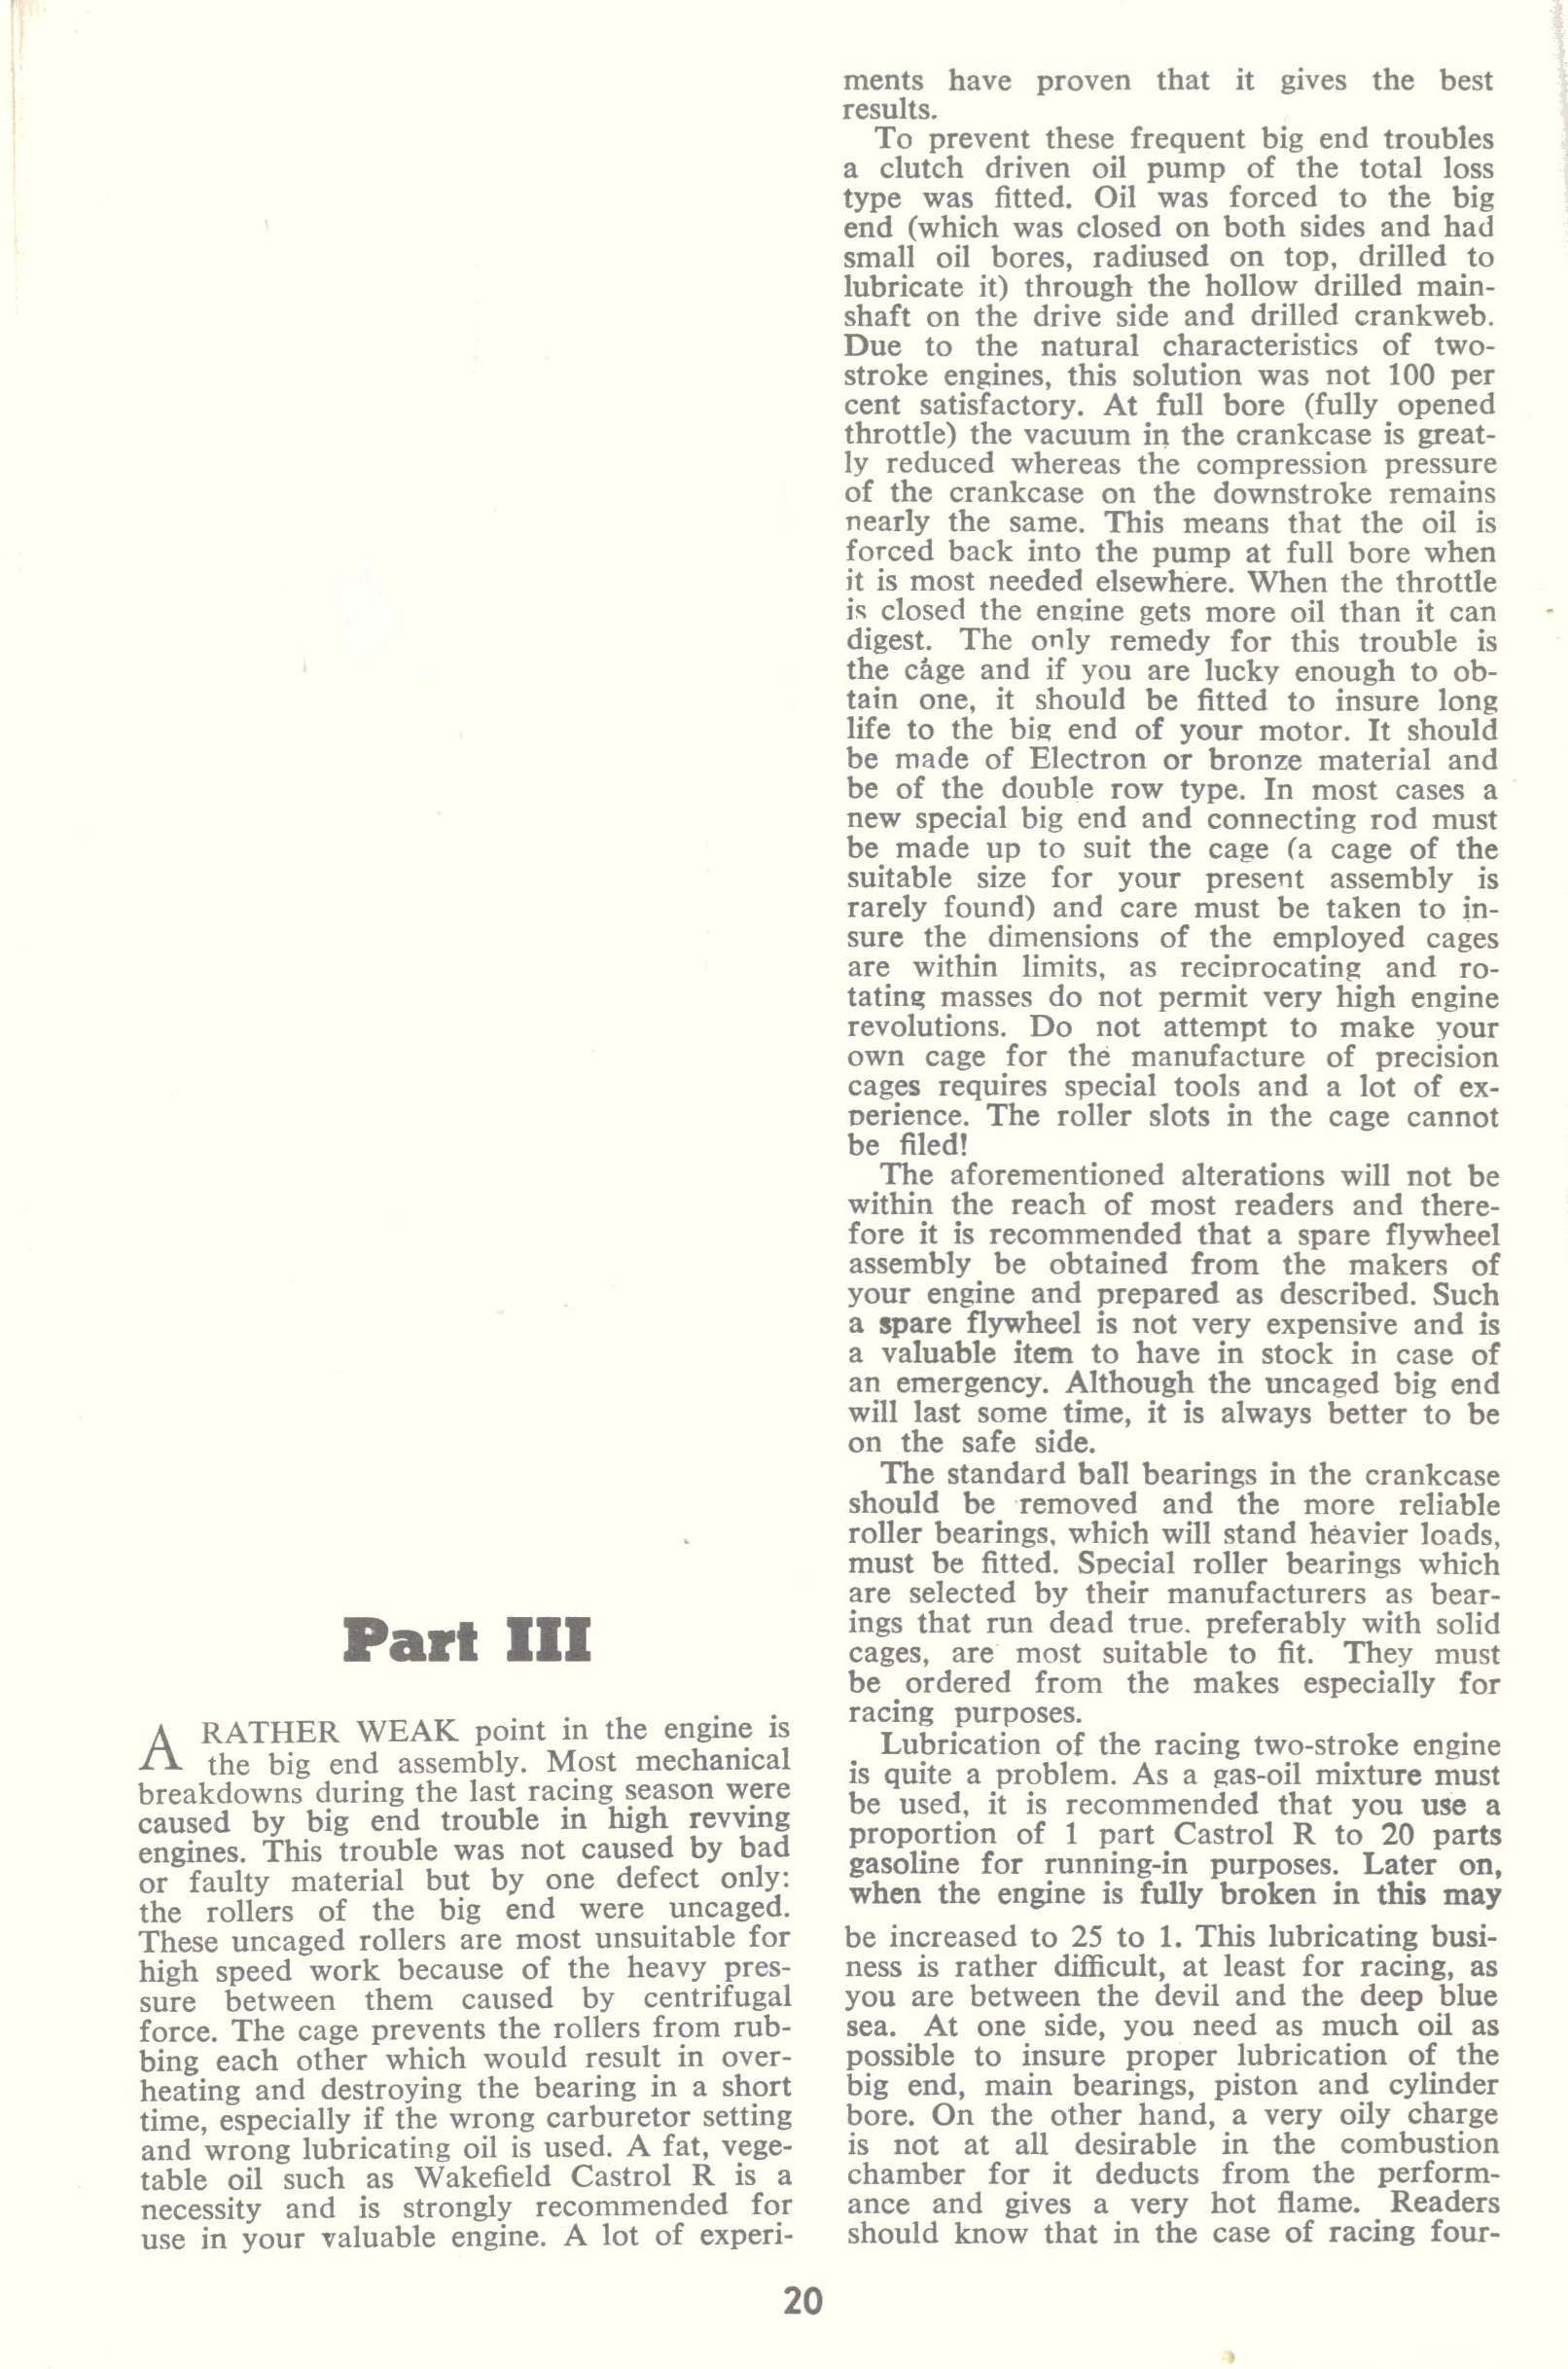 Part III
A RATHER WEAK point in the engine is
the big end assembly. Most mechanical
breakdowns during the last racing season were
caused by big end trouble in high revving
engines. This trouble was not caused by bad
or faulty material but by one defect only:
the rollers of the big end were uncaged.
These uncaged rollers are most unsuitable for
high speed work because of the heavy pres-
sure between them caused by centrifugal
force. The cage prevents the rollers from rub-
bing each other which would result in over-
heating and destroying the bearing in a short
time, especially if the wrong carburetor setting
and wrong lubricating oil is used. A fat, vege-
table oil such as Wakefield Castrol R is a
necessity and is strongly recommended for
use in your valuable engine. A lot of experi-
ments have proven that it gives the best
results.
To prevent these frequent big end troubles
a clutch driven oil pump of the total loss
type was fitted. Oil was forced to the big
end (which was closed on both sides and had
small oil bores, radiused on top, drilled to
lubricate it) through the hollow drilled main-
shaft on the drive side and drilled crankweb.
Due to the natural characteristics of two-
stroke engines, this solution was not 100 per
cent satisfactory. At full bore (fully opened
throttle) the vacuum in the crankcase is great-
ly reduced whereas the compression pressure
of the crankcase on the downstroke remains
nearly the same. This means that the oil is
forced back into the pump at full bore when
it is most needed elsewhere. When the throttle
is closed the engine gets more oil than it can
digest. The only remedy for this trouble is
the cage and if you are lucky enough to ob-
tain one, it should be fitted to insure long
life to the big end of your motor. It should
be made of Electron or bronze material and
be of the double row type. In most cases a
new special big end and connecting rod must
be made up to suit the cage (a cage of the
suitable size for your present assembly is
rarely found) and care must be taken to in-
sure the dimensions of the employed cages
are within limits, as reciprocating and ro-
tating masses do not permit very high engine
revolutions. Do not attempt to make your
own cage for the manufacture of precision
cages requires special tools and a lot of ex-
perience. The roller slots in the cage cannot
be filed!
The aforementioned alterations will not be
within the reach of most readers and there-
fore it is recommended that a spare flywheel
assembly be obtained from the makers of
your engine and prepared as described. Such
a spare flywheel is not very expensive and is
a valuable item to have in stock in case of
an emergency. Although the uncaged big end
will last some time, it is always better to be
on the safe side.
The standard ball bearings in the crankcase
should be removed and the more reliable
roller bearings, which will stand heavier loads,
must be fitted. Special roller bearings which
are selected by their manufacturers as bear-
ings that run dead true. preferably with solid
cages, are most suitable to fit. They must
be ordered from the makes especially for
racing purposes.
Lubrication of the racing two-stroke engine
is quite a problem. As a gas-oil mixture must
be used, it is recommended that you use a
proportion of 1 part Castrol R to 20 parts
gasoline for running-in purposes. Later on,
when the engine is fully broken in this may
be increased to 25 to 1. This lubricating busi-
ness is rather difficult, at least for racing, as
you are between the devil and the deep blue
sea. At one side, you need as much oil as
possible to insure proper lubrication of the
big end, main bearings, piston and cylinder
bore. On the other hand, a very oily charge
is not at all desirable in the combustion
chamber for it deducts from the perform-
ance and gives a very hot flame. Readers
should know that in the case of racing four-
20